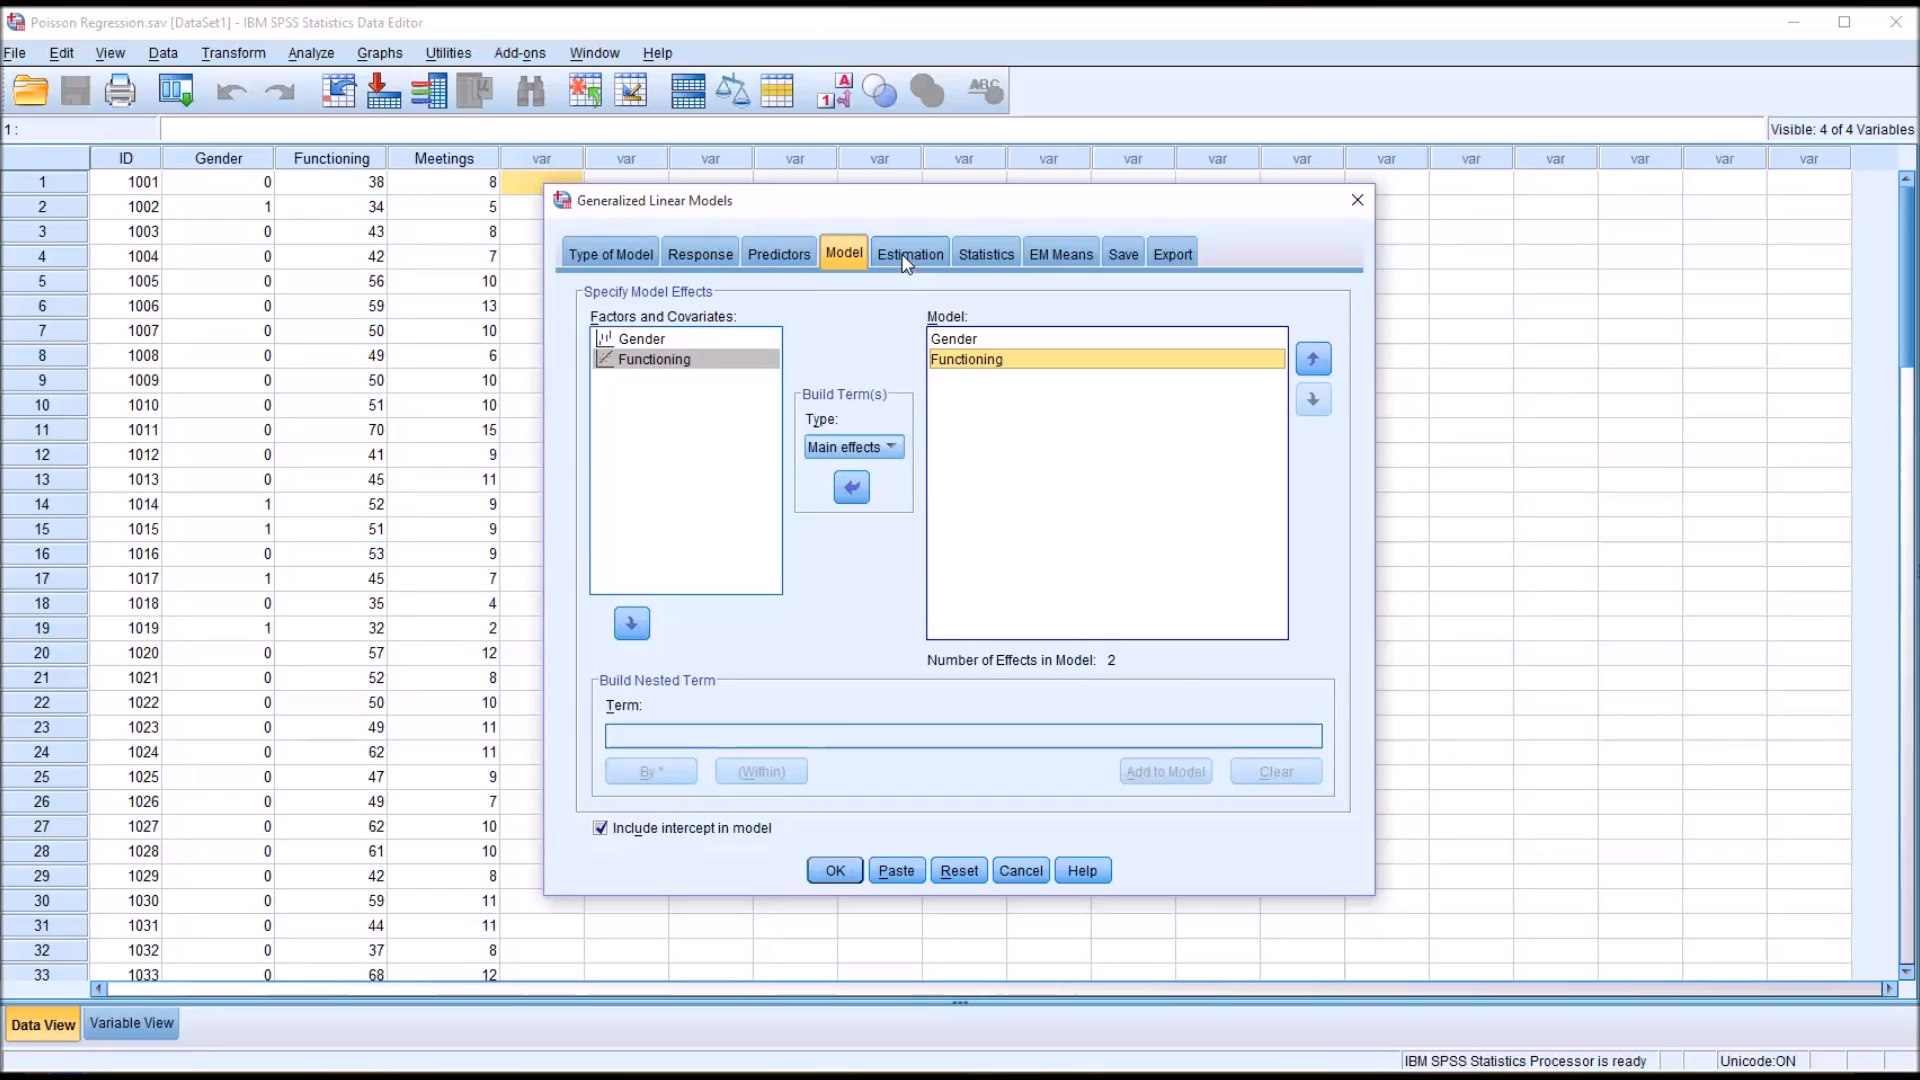 Poisson Regression.sav [DataSet1] - IBM SPSS Statistics Data Editor
File Edit View Data Transform Analyze Graphs Utilities Add-ons Window Help
1 :
Visible: 4 of 4 Variables
ID Gender Functioning Meetings var var var var var var var var var var var var var var var var
1 1001 0 38 8
2 1002 1 34 5
3 1003 0 43 8
4 1004 0 42 7
5 1005 0 56 10
6 1006 0 59 13
7 1007 0 50 10
8 1008 0 49 6
9 1009 0 50 10
10 1010 0 51 10
11 1011 0 70 15
12 1012 0 41 9
13 1013 0 45 11
14 1014 1 52 9
15 1015 1 51 9
16 1016 0 53 9
17 1017 1 45 7
18 1018 0 35 4
19 1019 1 32 2
20 1020 0 57 12
21 1021 0 52 8
22 1022 0 50 10
23 1023 0 49 11
24 1024 0 62 11
25 1025 0 47 9
26 1026 0 49 7
27 1027 0 62 10
28 1028 0 61 10
29 1029 0 42 8
30 1030 0 59 11
31 1031 0 44 11
32 1032 0 37 8
33 1033 0 68 12
Generalized Linear Models
Type of Model Response Predictors Model Estimation Statistics EM Means Save Export
Specify Model Effects
Factors and Covariates:
Gender
Functioning
Build Term(s)
Type:
Main effects
Model:
Gender
Functioning
Number of Effects in Model: 2
Build Nested Term
Term:
By * (Within) Add to Model Clear
Include intercept in model
OK Paste Reset Cancel Help
Data View Variable View
IBM SPSS Statistics Processor is ready Unicode:ON